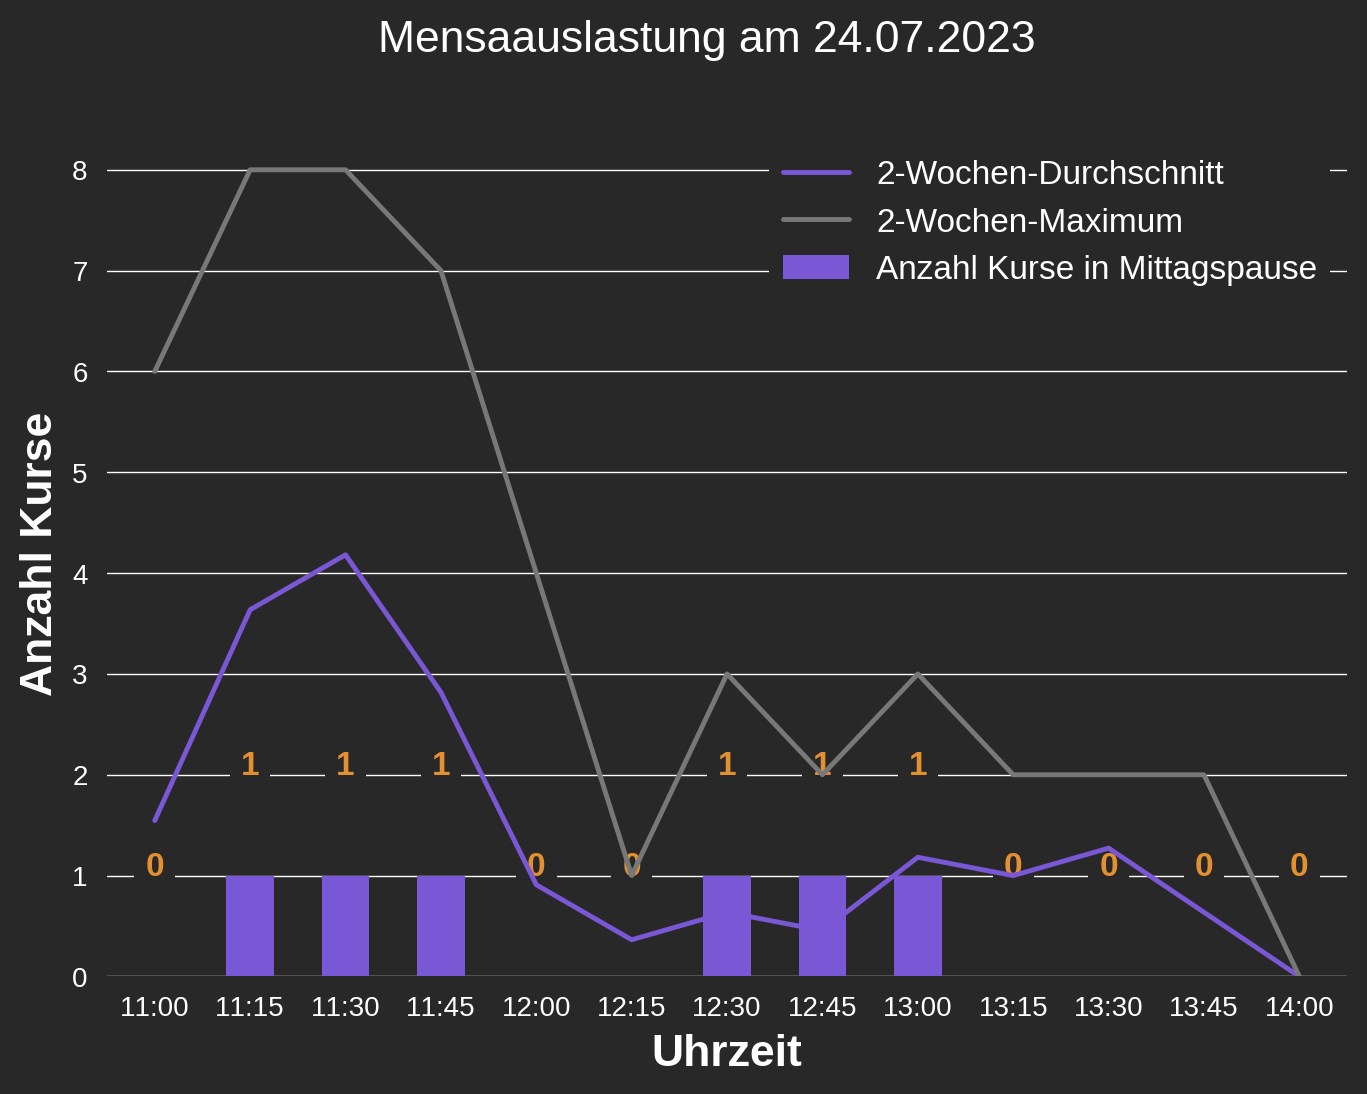 Mensaauslastung am 24.07.2023
2-Wochen-Durchschnitt
2-Wochen-Maximum
Anzahl Kurse in Mittagspause
Anzahl Kurse
8
7
6
5
4
3
2
1
0
0 1 1 1 0 0 1 1 1 0 0 0 0
11:00 11:15 11:30 11:45 12:00 12:15 12:30 12:45 13:00 13:15 13:30 13:45 14:00
Uhrzeit